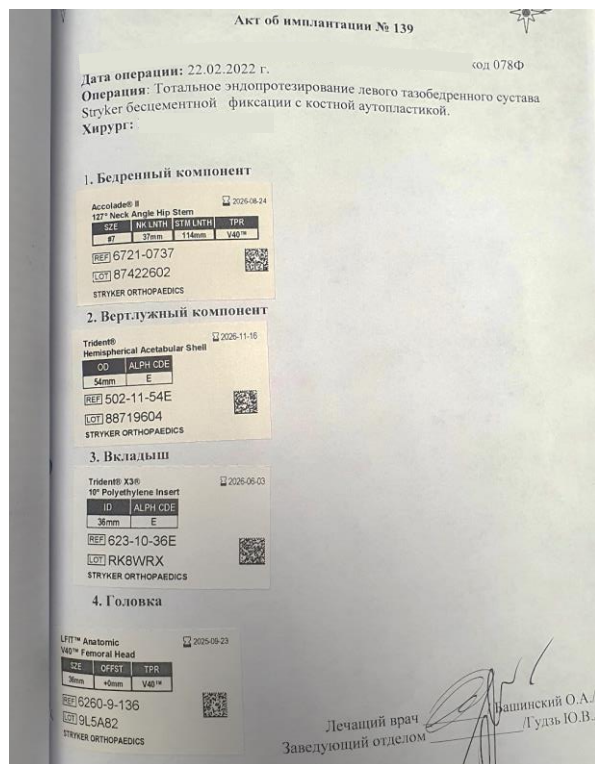 Акт об имплантации № 139
код 078Ф
Дата операции: 22.02.2022 г.
Операция: Тотальное эндопротезирование левого тазобедренного сустава
Stryker бесцементной фиксации с костной аутопластикой.
Хирург:
1. Бедренный компонент
Accolade® II
2026-08-24
127° Neck Angle Hip Stem
SZE NK LNTH STM LNTH TPR
#7 37mm 114mm V40™
REF 6721-0737
LOT 87422602
STRYKER ORTHOPAEDICS
2. Вертлужный компонент
Trident®
2026-11-16
Hemispherical Acetabular Shell
OD ALPH CDE
54mm E
REF 502-11-54E
LOT 88719604
STRYKER ORTHOPAEDICS
3. Вкладыш
Trident® X3®
2026-06-03
10° Polyethylene Insert
ID ALPH CDE
36mm E
REF 623-10-36E
LOT RK8WRX
STRYKER ORTHOPAEDICS
4. Головка
LFIT™ Anatomic
2025-09-23
V40™ Femoral Head
SZE OFFST TPR
36mm +0mm V40™
REF 6260-9-136
LOT 9L5A82
STRYKER ORTHOPAEDICS
Лечащий врач Башинский О.А./
Заведующий отделом /Гудзь Ю.В.